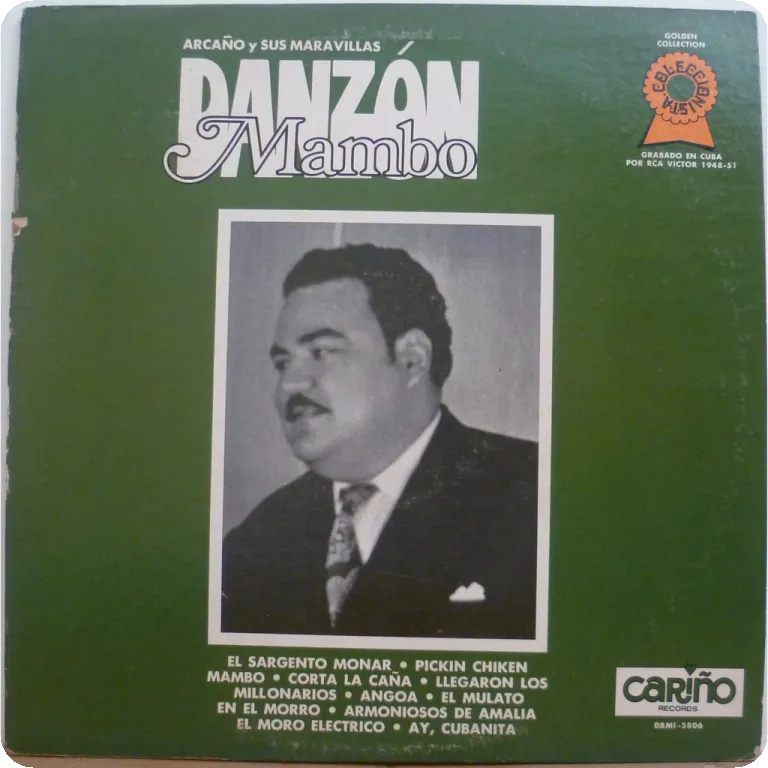 ARCAÑO y SUS MARAVILLAS
DANZÓN
Mambo
GOLDEN
COLLECTION
COLECCIONISTA
GRABADO EN CUBA
POR RCA VICTOR 1948-51
EL SARGENTO MONAR • PICKIN CHIKEN
MAMBO • CORTA LA CAÑA • LLEGARON LOS
MILLONARIOS • ANGOA • EL MULATO
EN EL MORRO • ARMONIOSOS DE AMALIA
EL MORO ELECTRICO • AY, CUBANITA
CARIÑO
RECORDS
DBM1-5806